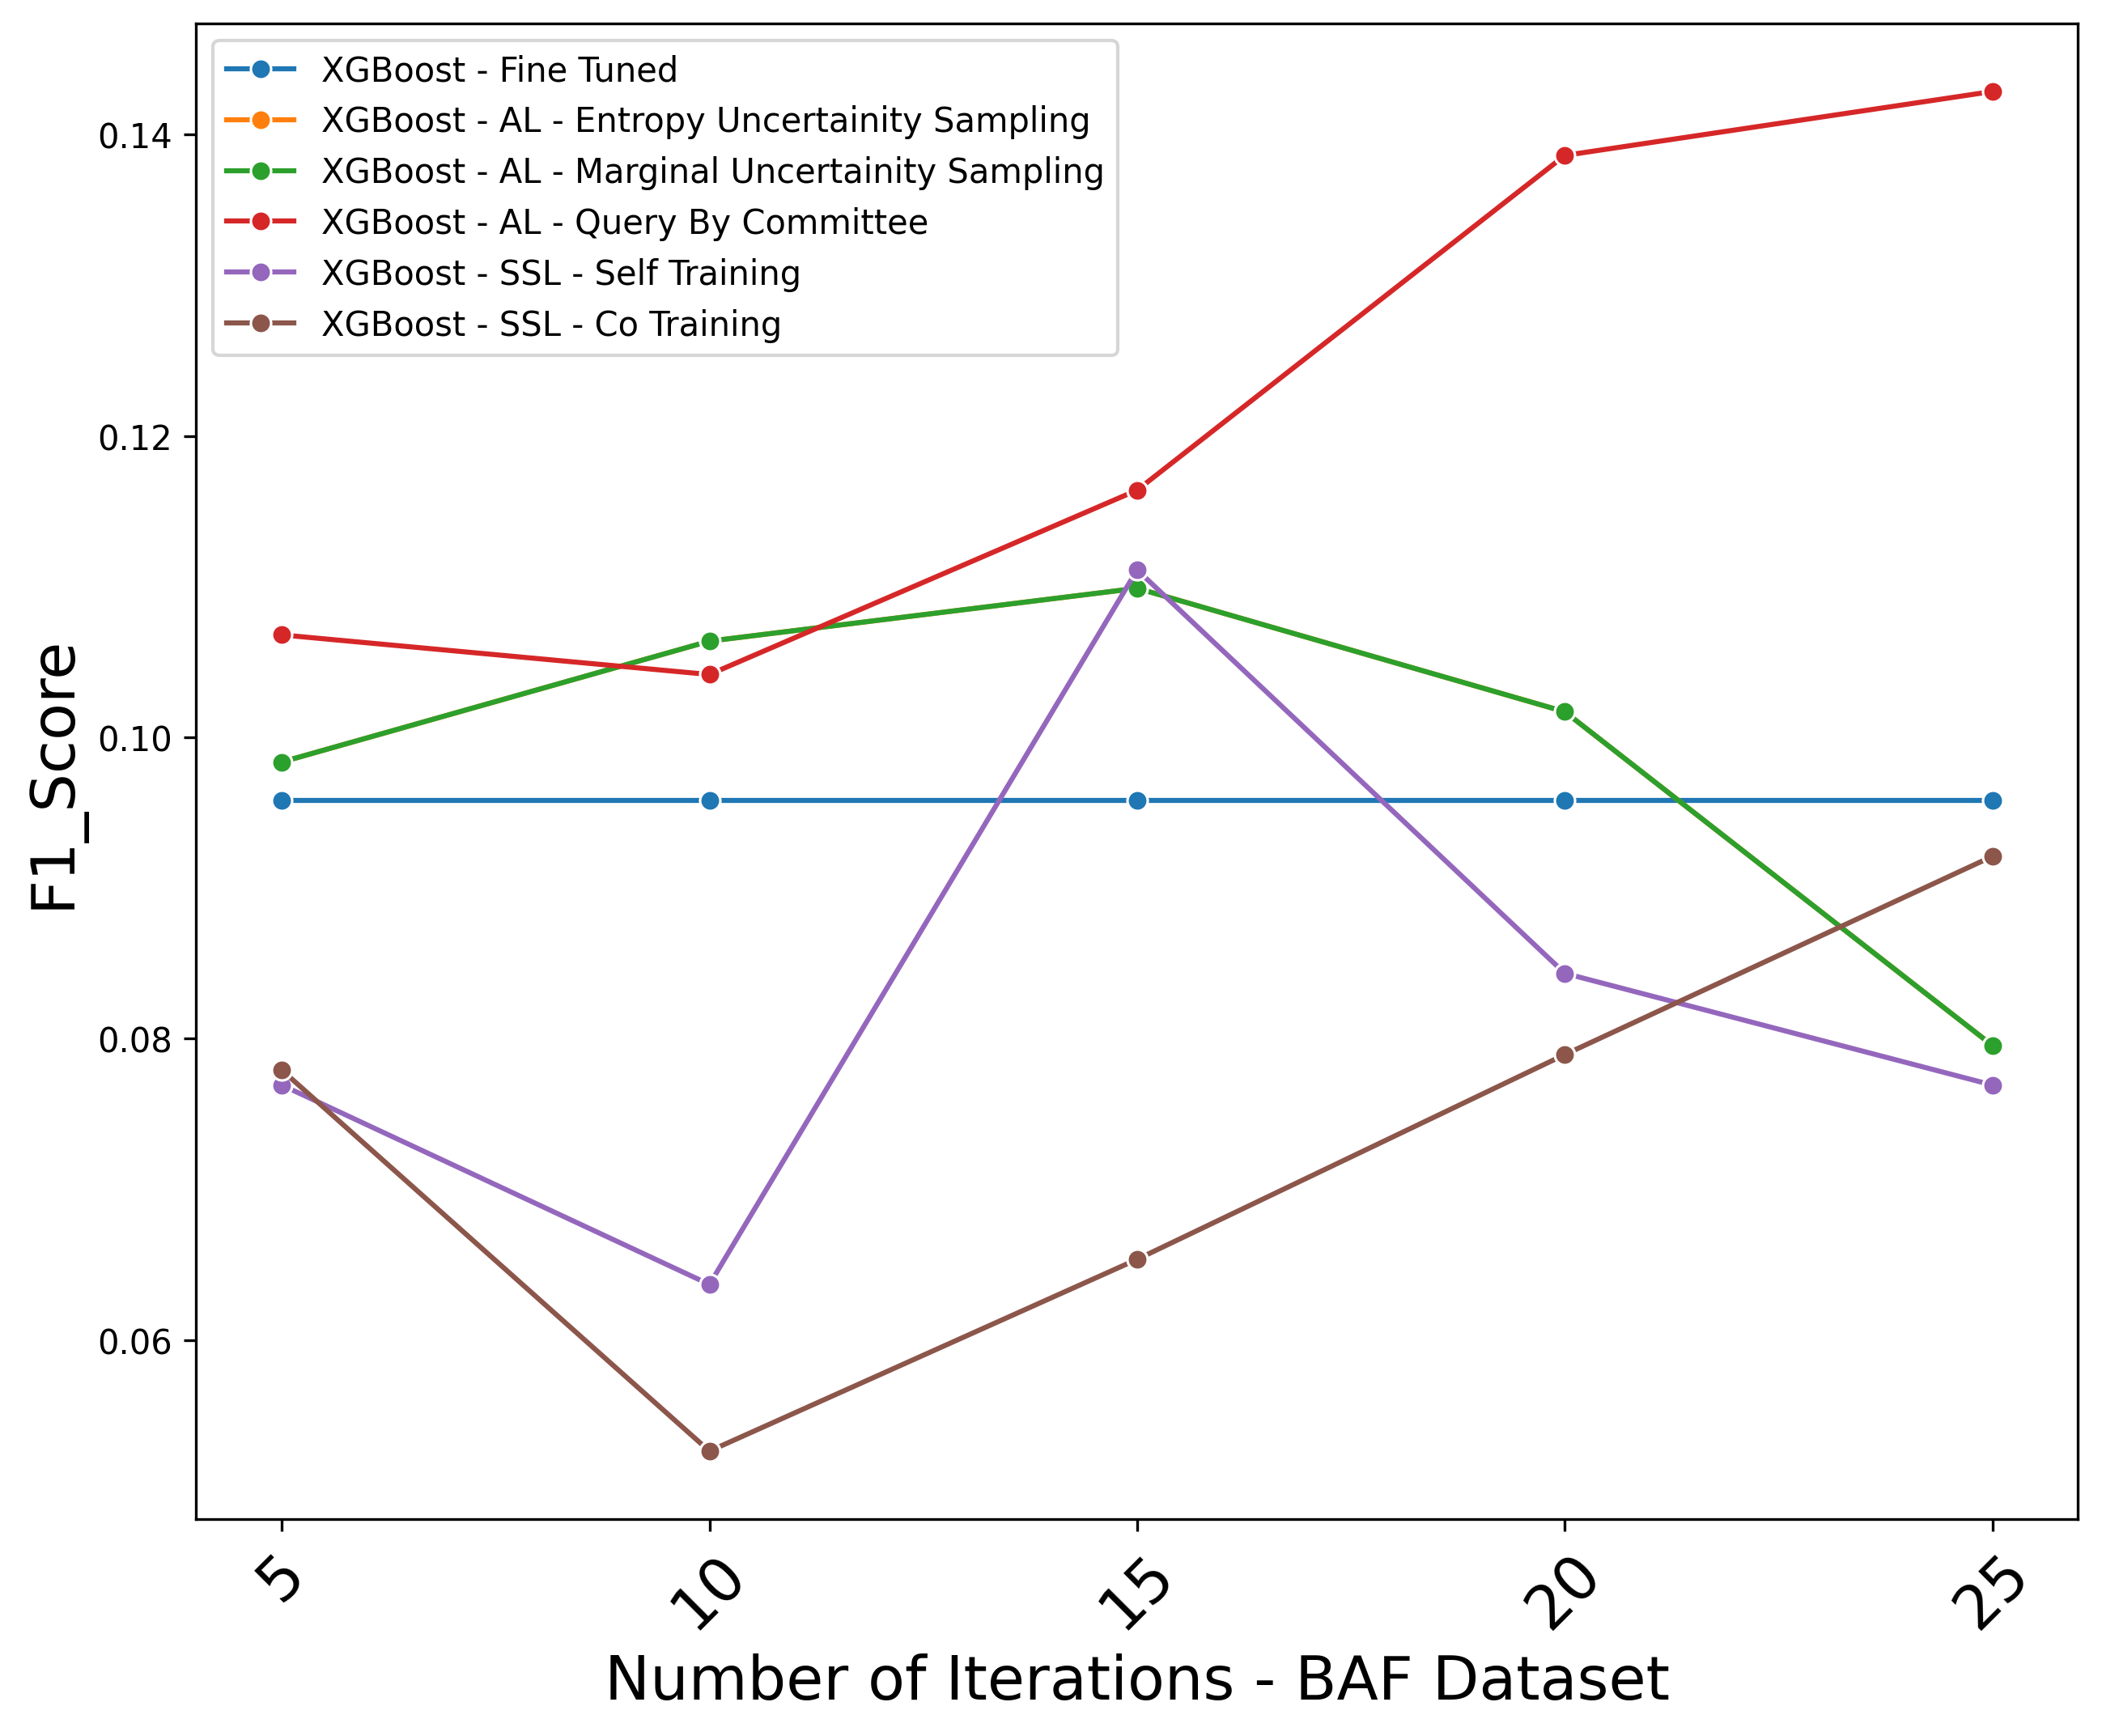 XGBoost - Fine Tuned
XGBoost - AL - Entropy Uncertainity Sampling
XGBoost - AL - Marginal Uncertainity Sampling
XGBoost - AL - Query By Committee
XGBoost - SSL - Self Training
XGBoost - SSL - Co Training
0.14
0.12
0.10
0.08
0.06
F1_Score
5
10
15
20
25
Number of Iterations - BAF Dataset